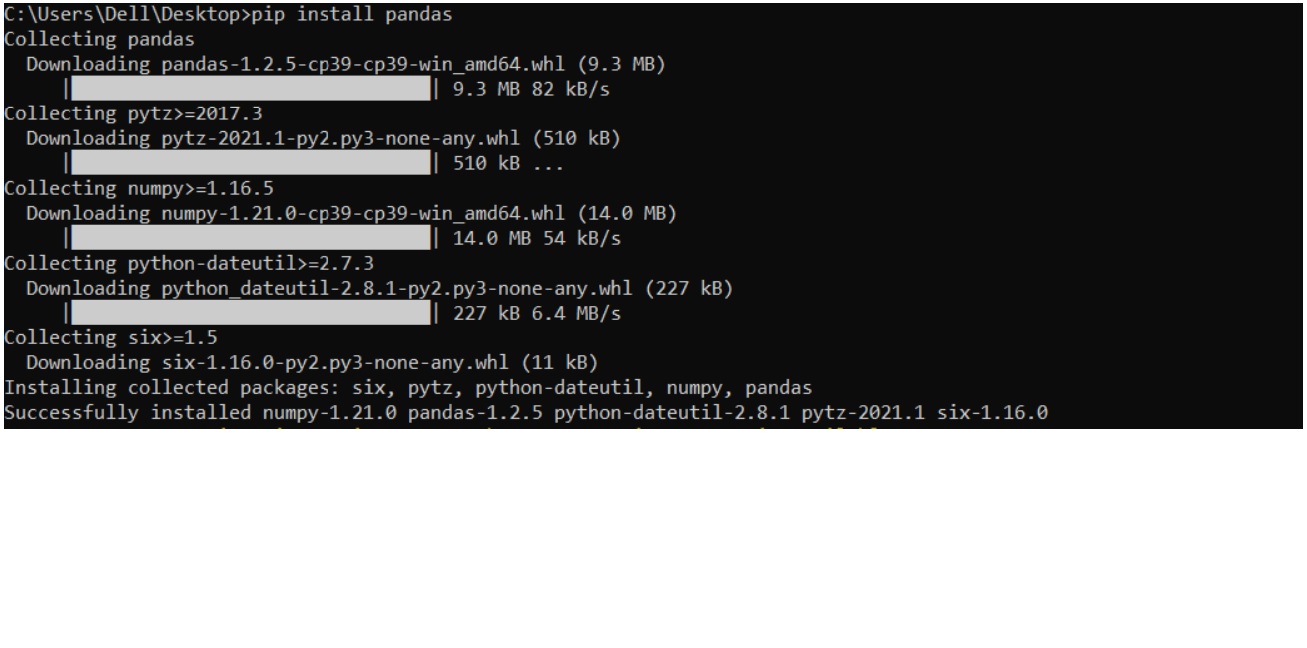 C:\Users\Dell\Desktop>pip install pandas
Collecting pandas
  Downloading pandas-1.2.5-cp39-cp39-win_amd64.whl (9.3 MB)
     || 9.3 MB 82 kB/s
Collecting pytz>=2017.3
  Downloading pytz-2021.1-py2.py3-none-any.whl (510 kB)
     || 510 kB ...
Collecting numpy>=1.16.5
  Downloading numpy-1.21.0-cp39-cp39-win_amd64.whl (14.0 MB)
     || 14.0 MB 54 kB/s
Collecting python-dateutil>=2.7.3
  Downloading python_dateutil-2.8.1-py2.py3-none-any.whl (227 kB)
     || 227 kB 6.4 MB/s
Collecting six>=1.5
  Downloading six-1.16.0-py2.py3-none-any.whl (11 kB)
Installing collected packages: six, pytz, python-dateutil, numpy, pandas
Successfully installed numpy-1.21.0 pandas-1.2.5 python-dateutil-2.8.1 pytz-2021.1 six-1.16.0